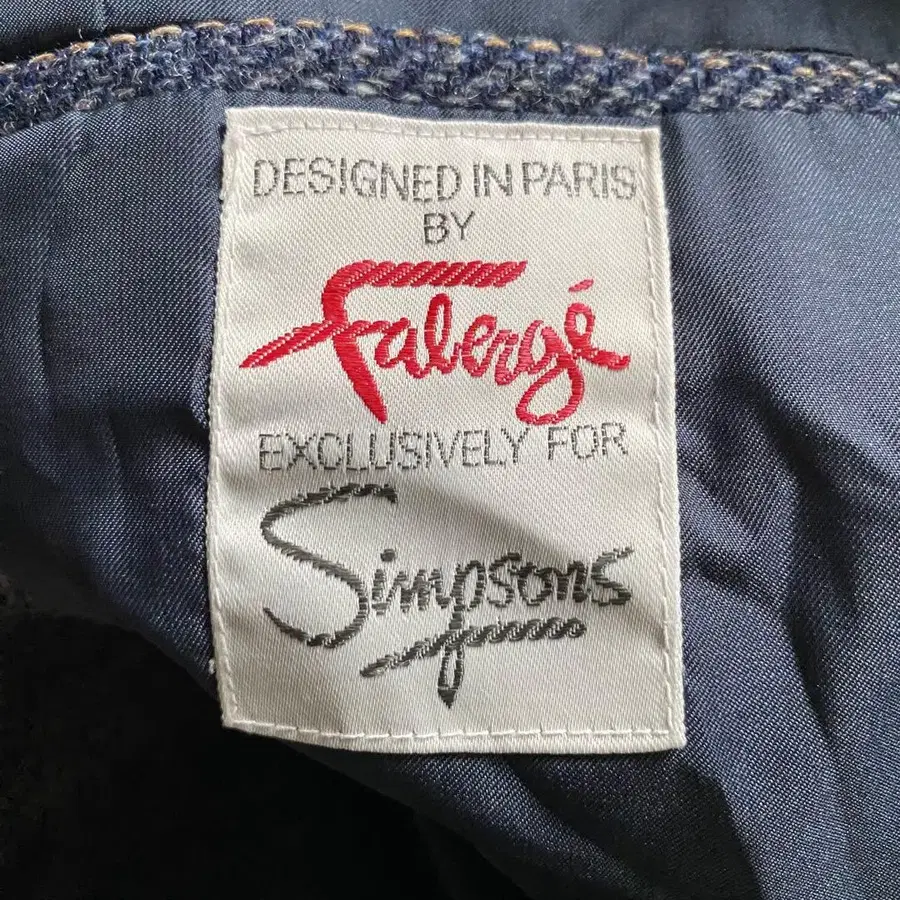 DESIGNED IN PARIS
BY
Fabergé
EXCLUSIVELY FOR
Simpsons